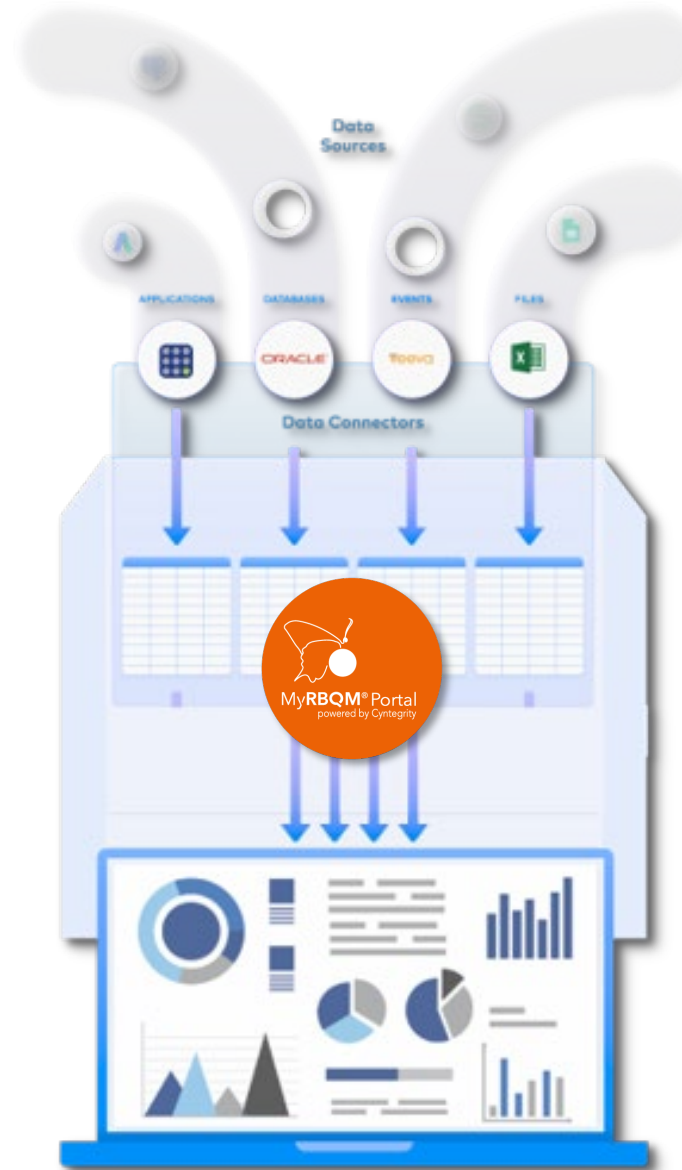 Data
Sources
APPLICATIONS
DATABASES
EVENTS
FILES
ORACLE
Veeva
X
Data Connectors
MyRBQM® Portal
powered by Cyntegrity